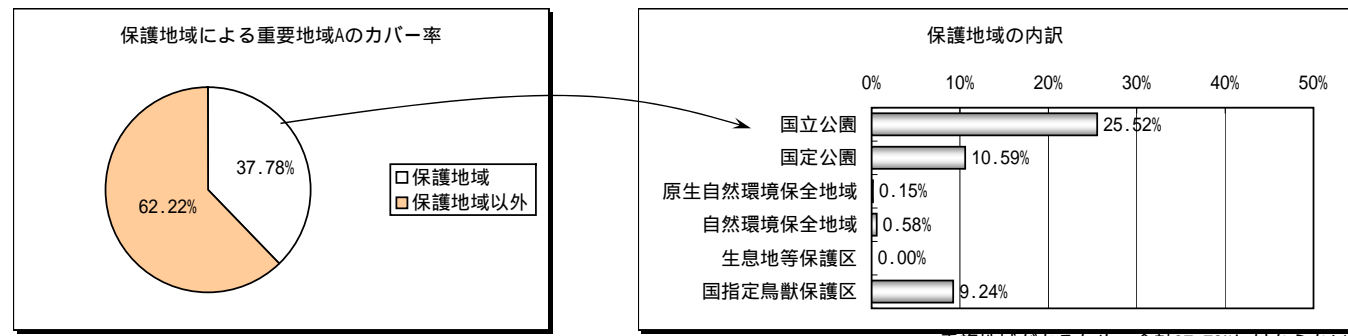 保護地域による重要地域Aのカバー率
37.78%
62.22%
保護地域
保護地域以外
保護地域の内訳
0% 10% 20% 30% 40% 50%
国立公園 25.52%
国定公園 10.59%
原生自然環境保全地域 0.15%
自然環境保全地域 0.58%
生息地等保護区 0.00%
国指定鳥獣保護区 9.24%